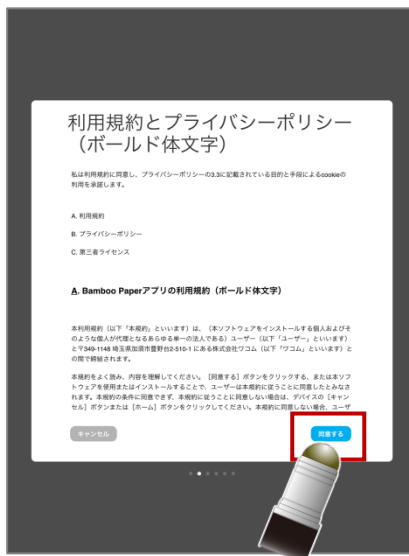 利用規約とプライバシーポリシー
(ボールド体文字)
私は利用規約に同意し、プライバシーポリシーの3.3に記載されている目的と手段によるcookieの
利用を承諾します。
A. 利用規約
B. プライバシーポリシー
C. 第三者ライセンス
A. Bamboo Paperアプリの利用規約(ボールド体文字)
本利用規約(以下「本規約」といいます)は、(本ソフトウェアをインストールする個人およびそ
のような個人が代理となるあらゆる単一の法人である)ユーザー(以下「ユーザー」といいます)
と〒349-1148 埼玉県加須市豊野台2-510-1 にある株式会社ワコム(以下「ワコム」といいます)と
の間で締結されます。
本規約をよく読み、内容を理解してください。 [同意する] ボタンをクリックする、または本ソフ
トウェアを使用またはインストールすることで、ユーザーは本規約に従うことに同意したとみなさ
れます。本規約の条件に同意できず、本規約に従うことに同意しない場合は、デバイスの [キャン
セル] ボタンまたは [ホーム] ボタンをクリックしてください。本規約に同意しない場合、ユーザ
キャンセル
同意する